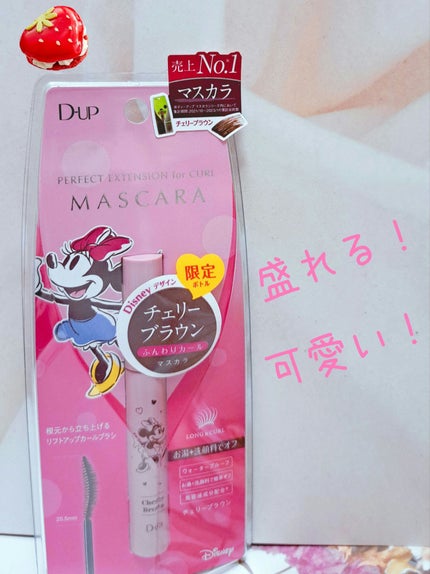 売上No.1
マスカラ
チェリーブラウン
D-UP
PERFECT EXTENSION for CURL
MASCARA
盛れる！
可愛い！
限定
ボトル
Disney デザイン
チェリー
ブラウン
ふんわりカール
マスカラ
根元から立ち上げる
リフトアップカールブラシ
LONG&CURL
お湯+洗顔料でオフ
ウォータープルーフ
チェリーブラウン
D-UP
Disney